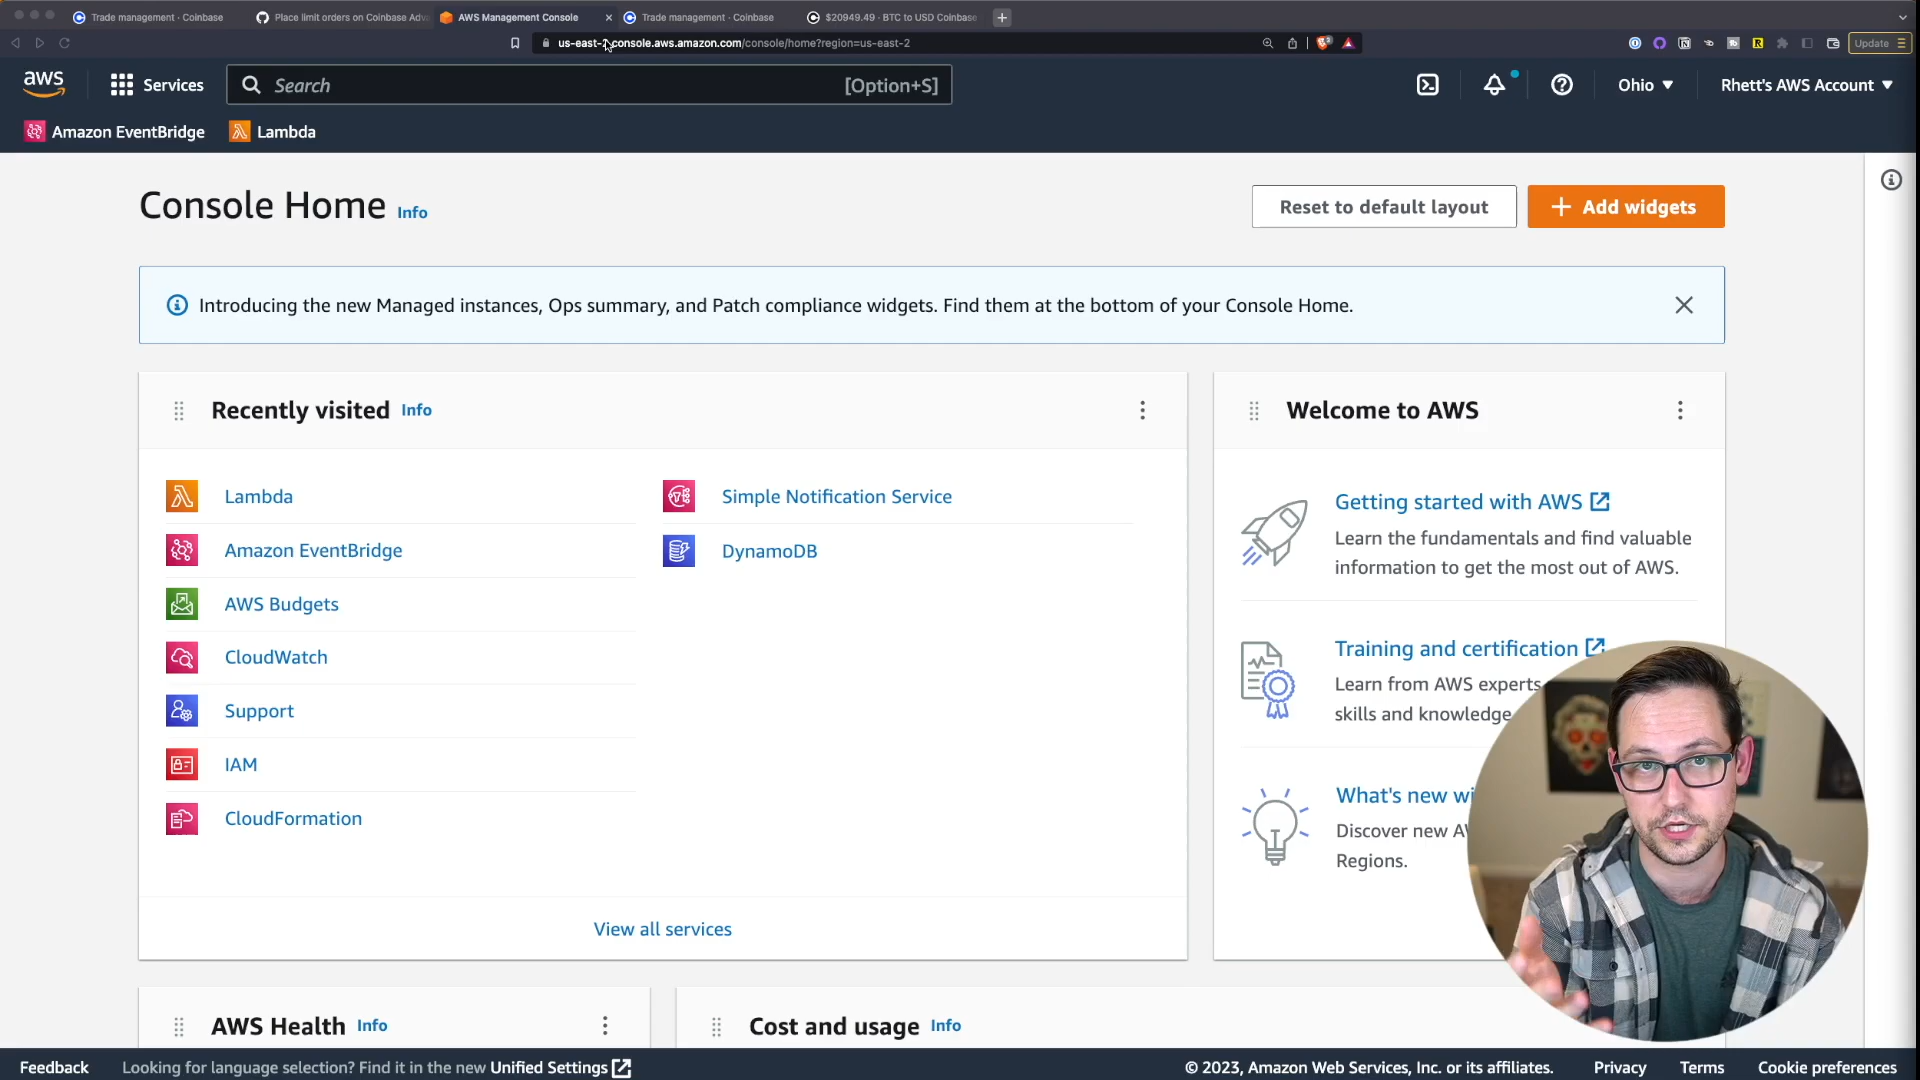 Trade management · Coinbase
Place limit orders on Coinbase Adv
AWS Management Console
Trade management · Coinbase
$20949.49 · BTC to USD Coinbase
us-east-2.console.aws.amazon.com/console/home?region=us-east-2
Update
aws
Services
Search
[Option+S]
Ohio
Rhett's AWS Account
Amazon EventBridge
Lambda
Console Home Info
Reset to default layout
Add widgets
Introducing the new Managed instances, Ops summary, and Patch compliance widgets. Find them at the bottom of your Console Home.
Recently visited Info
Lambda
Amazon EventBridge
AWS Budgets
CloudWatch
Support
IAM
CloudFormation
Simple Notification Service
DynamoDB
View all services
Welcome to AWS
Getting started with AWS
Learn the fundamentals and find valuable
information to get the most out of AWS.
Training and certification
Learn from AWS experts
skills and knowledge
What's new wi
Discover new AW
Regions.
AWS Health Info
Cost and usage Info
Feedback
Looking for language selection? Find it in the new Unified Settings
© 2023, Amazon Web Services, Inc. or its affiliates.
Privacy
Terms
Cookie preferences